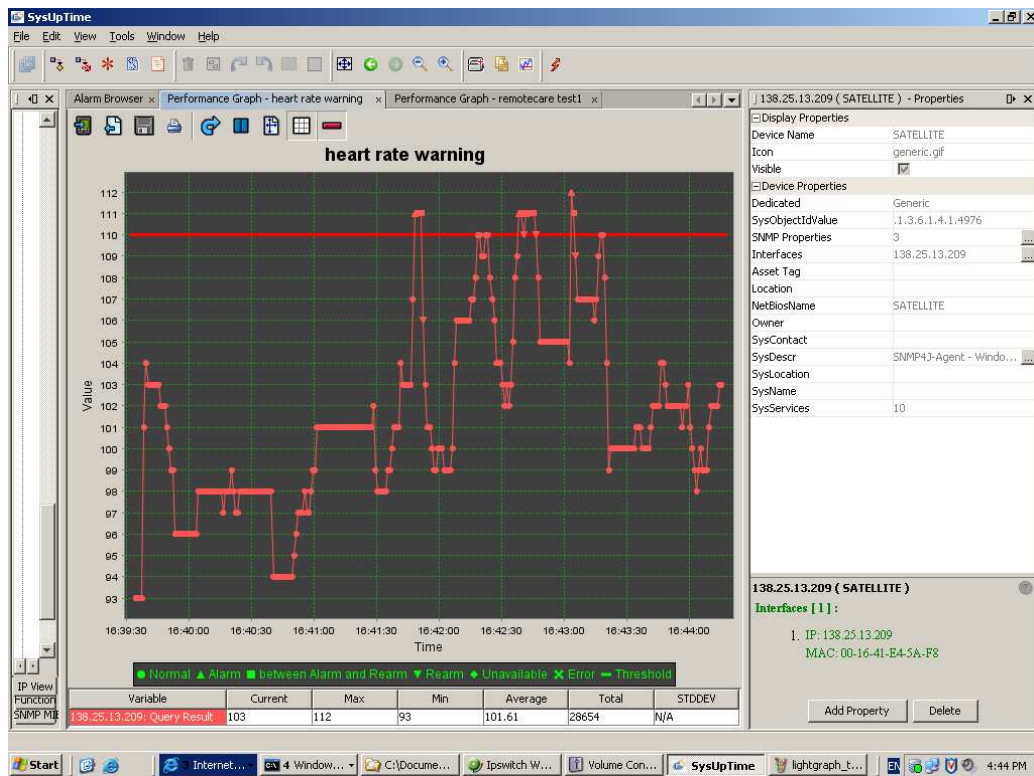 SysUpTime
File Edit View Tools Window Help
Alarm Browser × Performance Graph - heart rate warning × Performance Graph - remotecare test1 ×
heart rate warning
Value
112
111
110
109
108
107
106
105
104
103
102
101
100
99
98
97
96
95
94
93
16:39:30 16:40:00 16:40:30 16:41:00 16:41:30 16:42:00 16:42:30 16:43:00 16:43:30 16:44:00
Time
Normal Alarm between Alarm and Rearm Rearm Unavailable Error Threshold
Variable Current Max Min Average Total STDDEV
138.25.13.209: Query Result 103 112 93 101.61 28654 N/A
IP View
Function
SNMP MI
138.25.13.209 ( SATELLITE ) - Properties
Display Properties
Device Name SATELLITE
Icon generic.gif
Visible
Device Properties
Dedicated Generic
SysObjectIdValue .1.3.6.1.4.1.4976
SNMP Properties 3 ...
Interfaces 138.25.13.209 ...
Asset Tag
Location
NetBiosName SATELLITE
Owner
SysContact
SysDescr SNMP4J-Agent - Windo... ...
SysLocation
SysName
SysServices 10
138.25.13.209 ( SATELLITE )
Interfaces [ 1 ] :
1. IP: 138.25.13.209
MAC: 00-16-41-E4-5A-F8
Add Property Delete
Start 3 Internet... 4 Window... C:\Docume... Ipswitch W... Volume Con... SysUpTime lightgraph_t... EN 4:44 PM